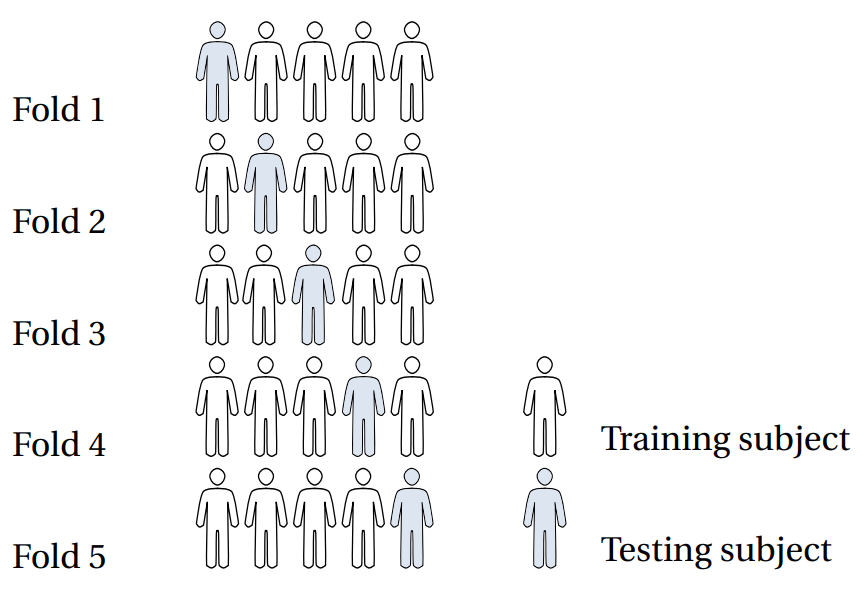 Fold 1
Fold 2
Fold 3
Fold 4
Training subject
Fold 5
Testing subject